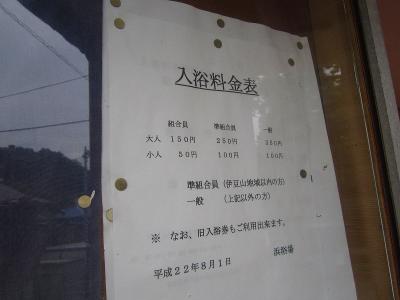 入浴料金表
組合員 準組合員 一般
大人 150円 250円 350円
小人 50円 100円 150円
準組合員 (伊豆山地域以内の方)
一般 (上記以外の方)
※ なお、旧入浴券もご利用出来ます。
平成22年8月1日 浜浴場